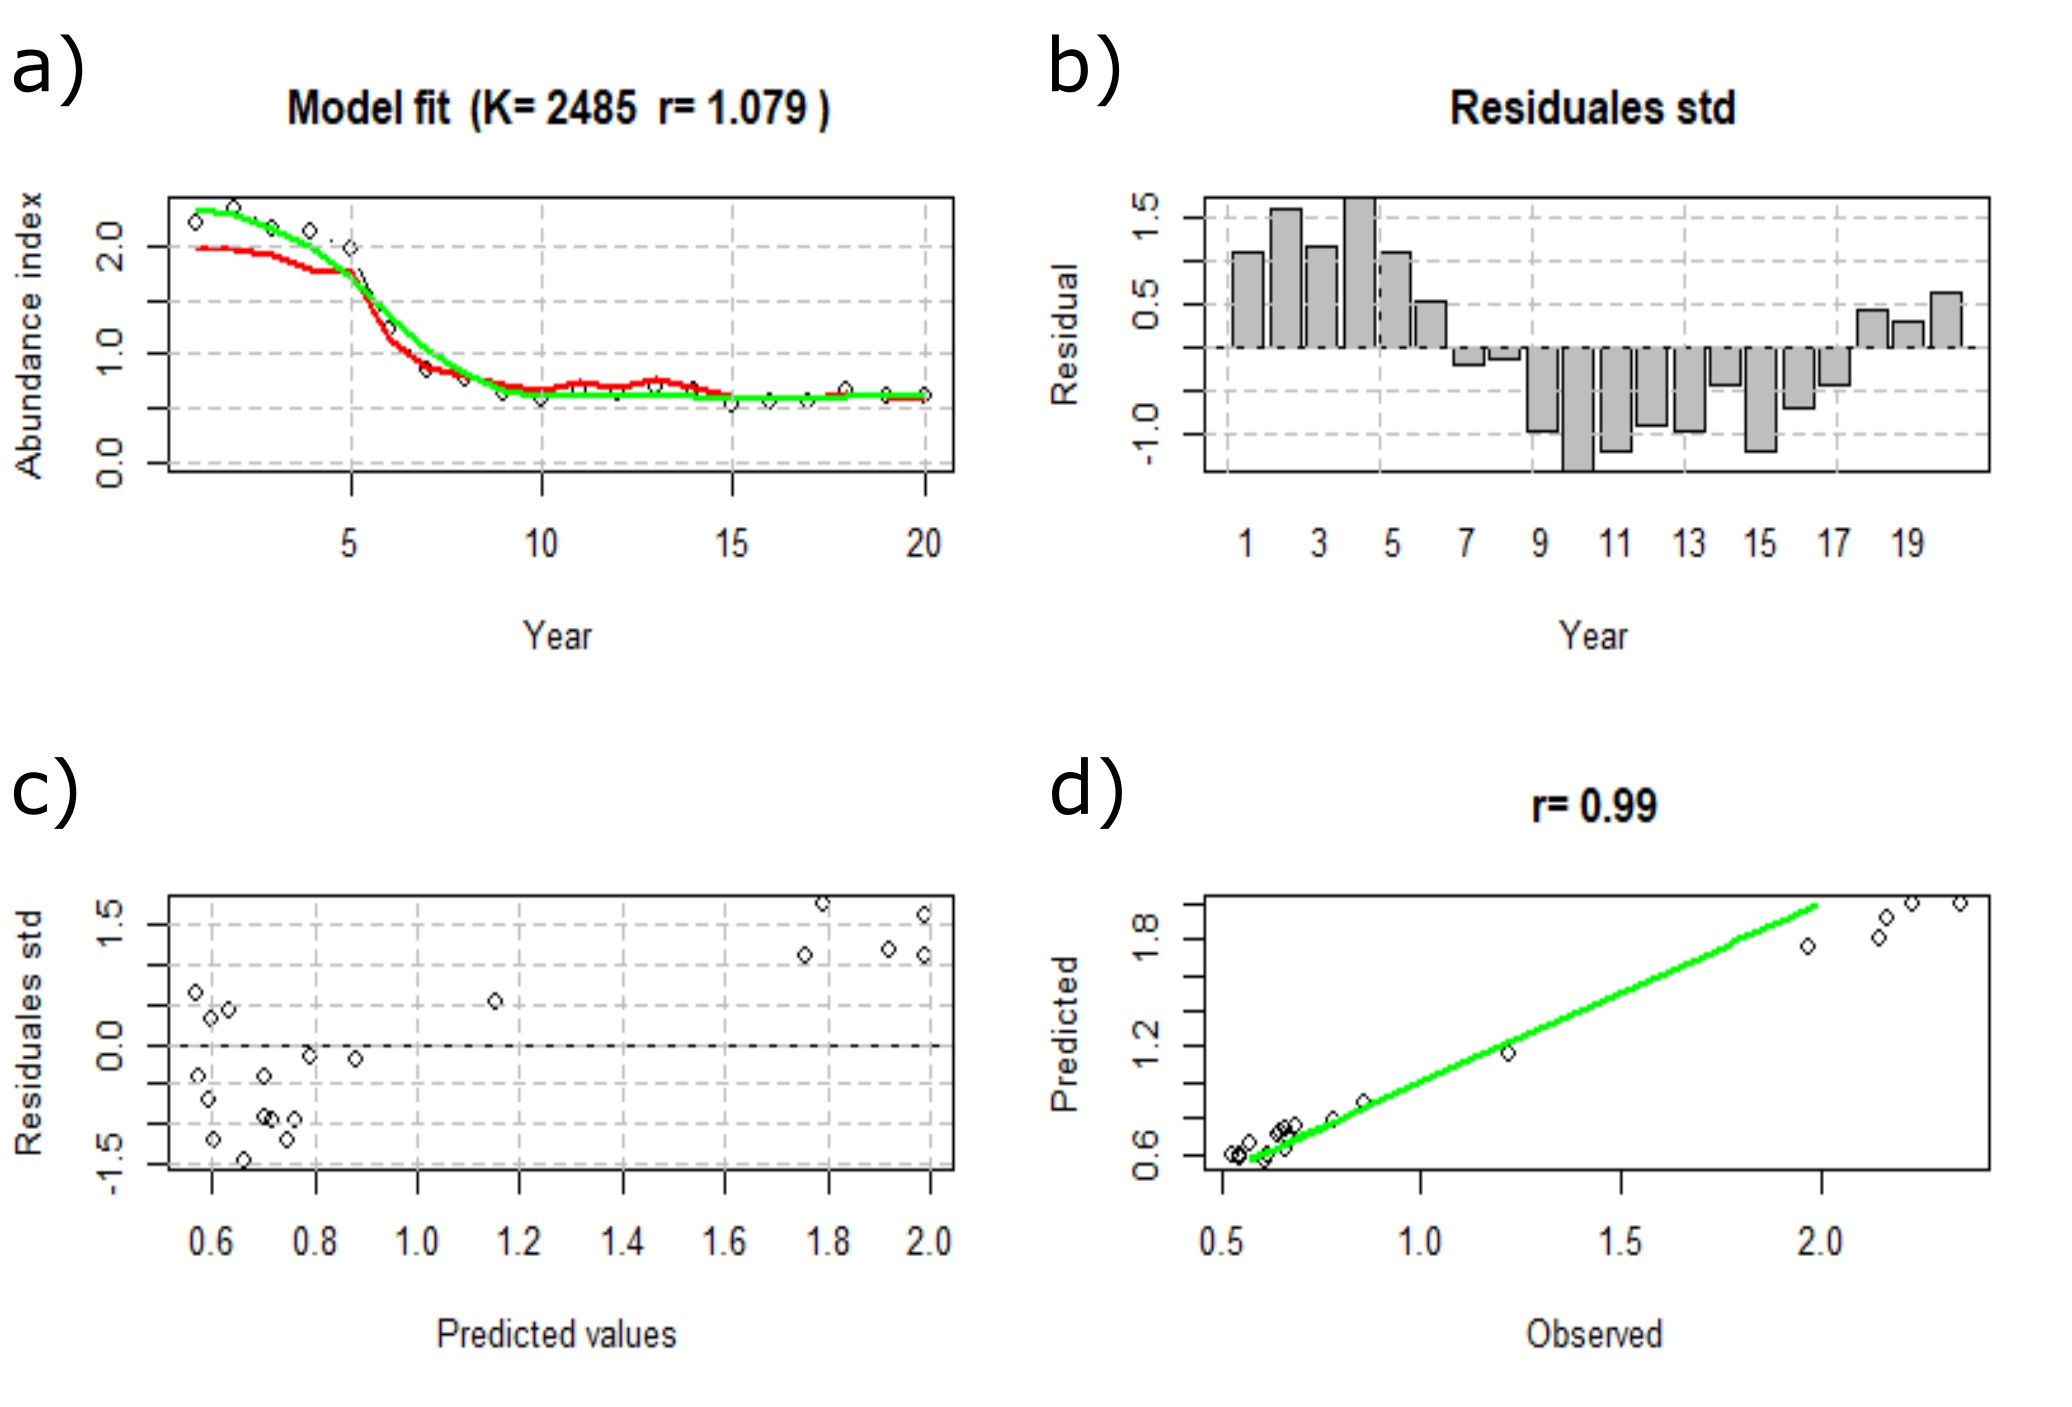 a)
Model fit (K= 2485 r= 1.079 )
Abundance index
0.0 1.0 2.0
5 10 15 20
Year
b)
Residuales std
Residual
-1.0 0.5 1.5
1 3 5 7 9 11 13 15 17 19
Year
c)
Residuales std
-1.5 0.0 1.5
0.6 0.8 1.0 1.2 1.4 1.6 1.8 2.0
Predicted values
d)
r= 0.99
Predicted
0.6 1.2 1.8
0.5 1.0 1.5 2.0
Observed